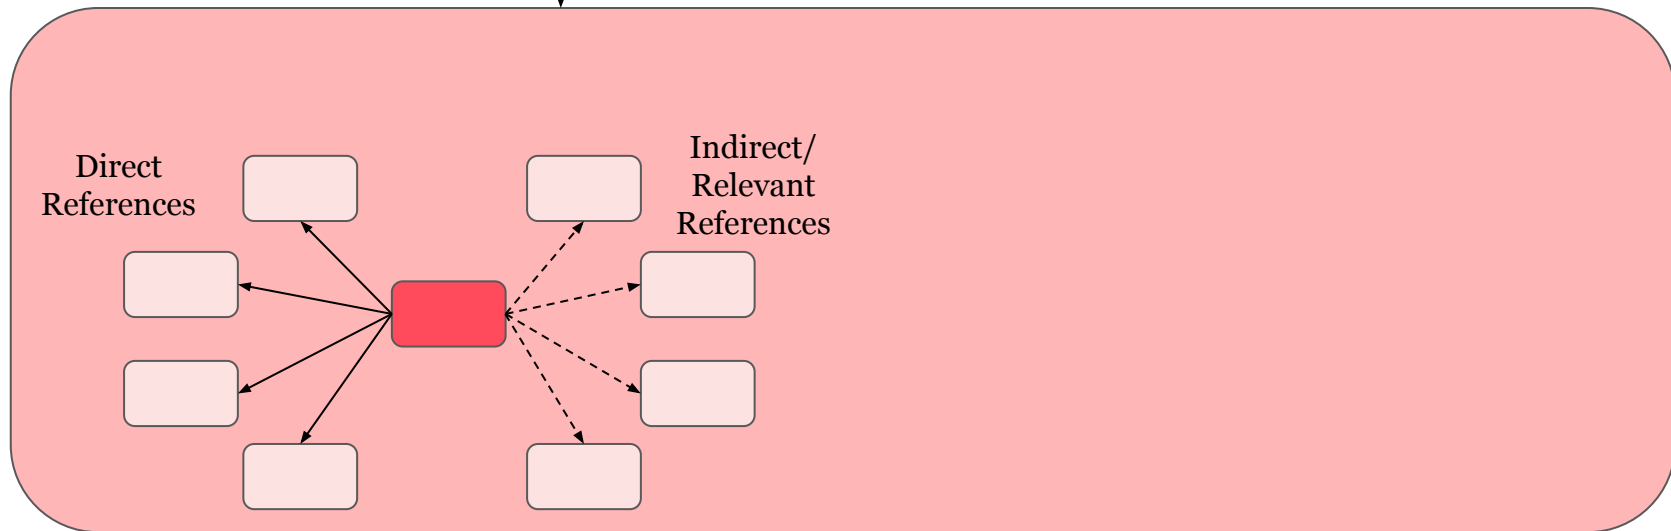 Direct
References
Indirect/
Relevant
References